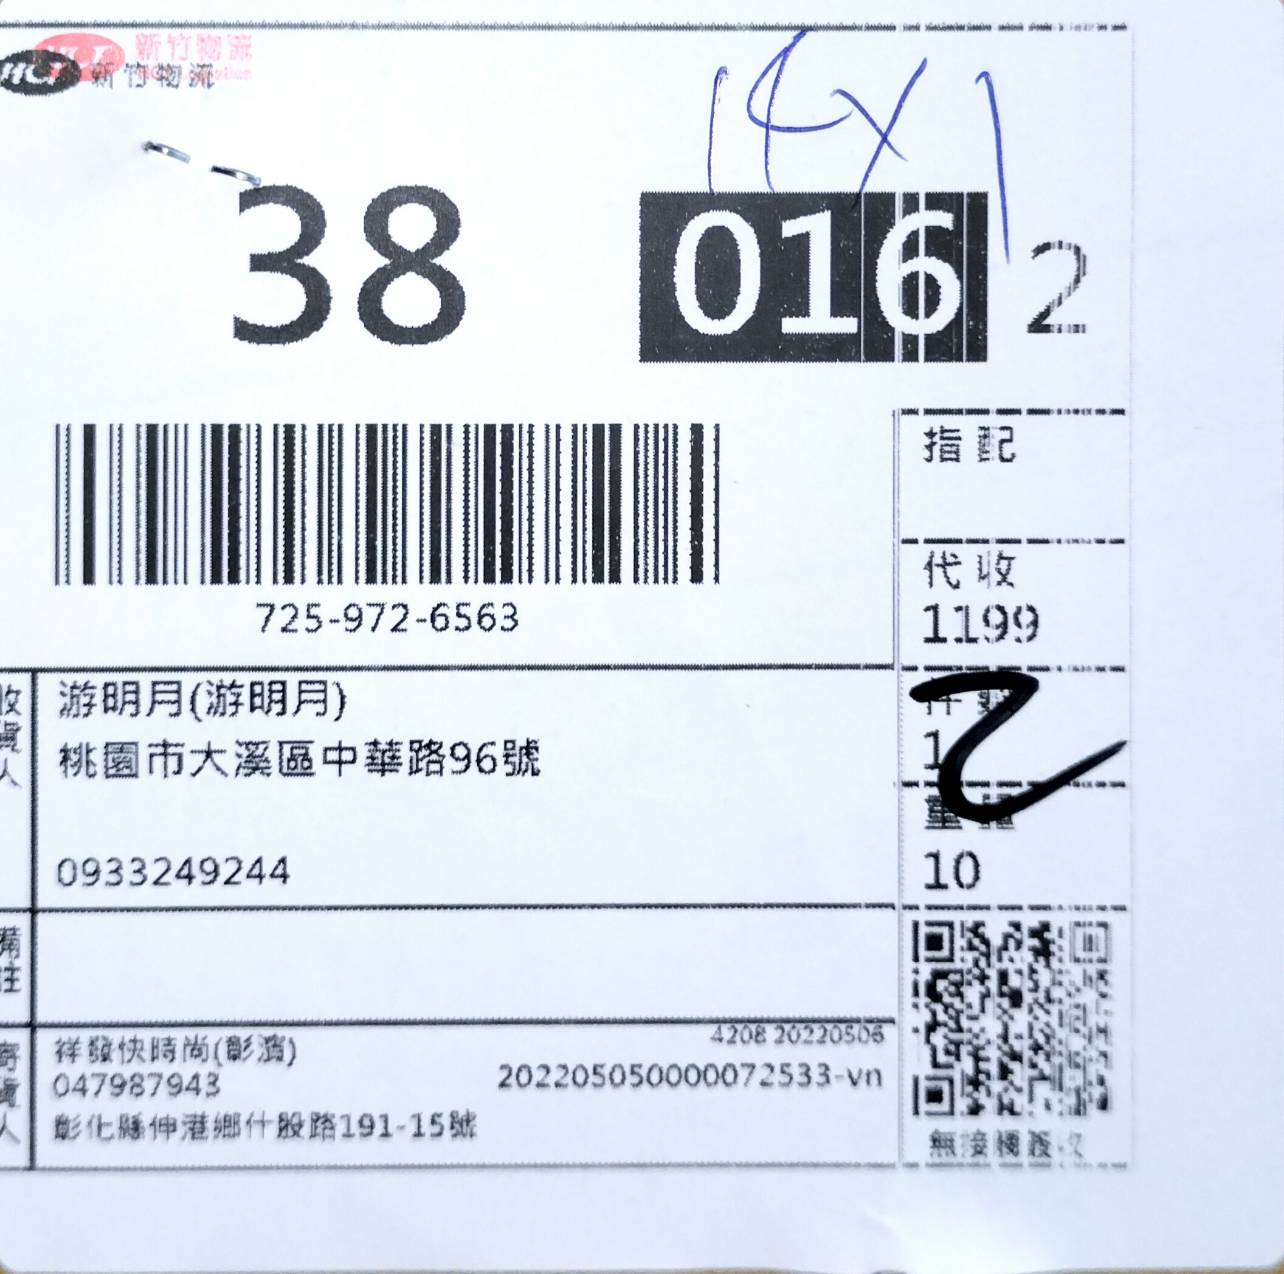 HCT 新竹物流
新竹物流
38
016
2
指配
725-972-6563
代收
1199
收貨人
游明月(游明月)
桃園市大溪區中華路96號
0933249244
件數
1
2
重量
10
備註
寄貨人
祥發快時尚(彰濱)
4208 20220506
047987943
202205050000072533-vn
彰化縣伸港鄉什股路191-15號
無接觸簽收